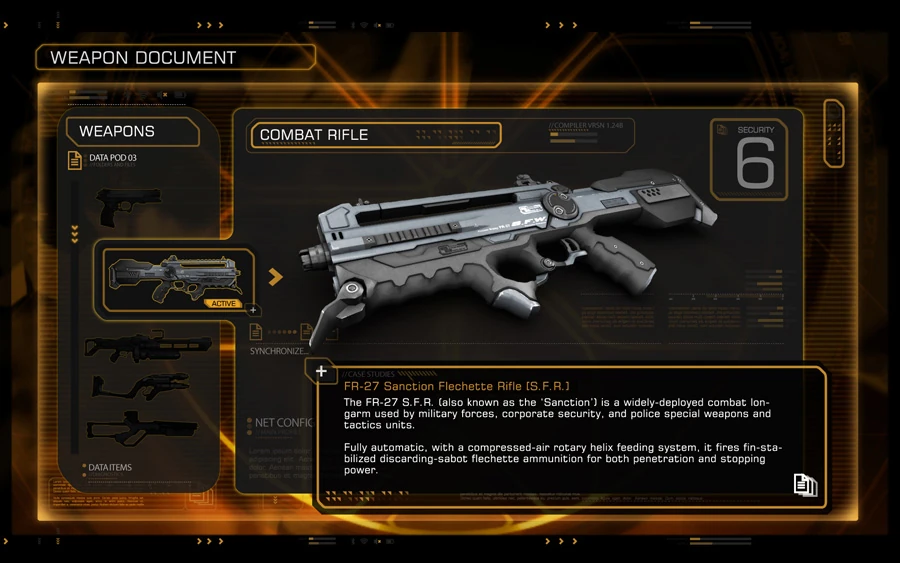 WEAPON DOCUMENT
WEAPONS
DATA POD 03
COMBAT RIFLE
//COMPILER VRSN 1.24B
SECURITY
6
ACTIVE
SYNCHRONIZE...
NET CONFIG
DATA ITEMS
//CASE STUDIES
FR-27 Sanction Flechette Rifle [S.F.R.]
The FR-27 S.F.R. (also known as the 'Sanction') is a widely-deployed combat lon-
garm used by military forces, corporate security, and police special weapons and
tactics units.
Fully automatic, with a compressed-air rotary helix feeding system, it fires fin-sta-
bilized discarding-sabot flechette ammunition for both penetration and stopping
power.